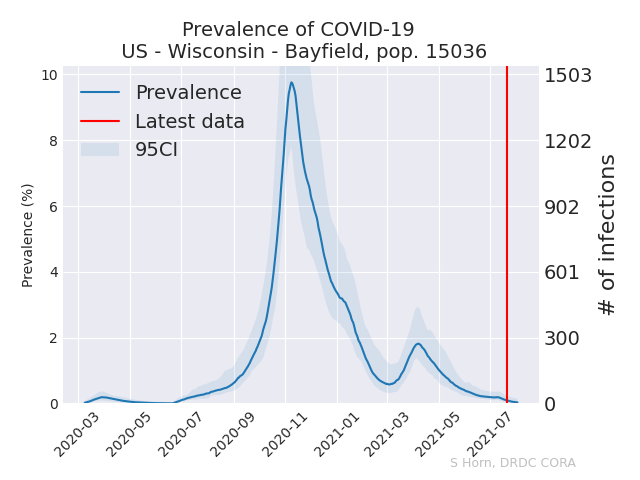 Prevalence of COVID-19
US - Wisconsin - Bayfield, pop. 15036
Prevalence
Latest data
95CI
Prevalence (%)
10
8
6
4
2
0
1503
1202
902
601
300
0
# of infections
2020-03
2020-05
2020-07
2020-09
2020-11
2021-01
2021-03
2021-05
2021-07
S Horn, DRDC CORA